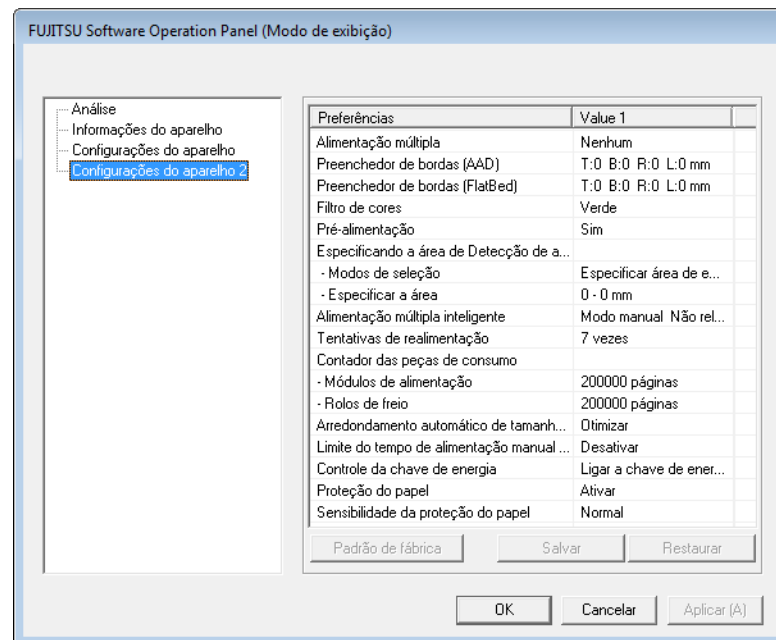 FUJITSU Software Operation Panel (Modo de exibição)
Análise
Informações do aparelho
Configurações do aparelho
Configurações do aparelho 2
Preferências Value 1
Alimentação múltipla Nenhum
Preenchedor de bordas (AAD) T:0 B:0 R:0 L:0 mm
Preenchedor de bordas (FlatBed) T:0 B:0 R:0 L:0 mm
Filtro de cores Verde
Pré-alimentação Sim
Especificando a área de Detecção de a...
- Modos de seleção Especificar área de e...
- Especificar a área 0 - 0 mm
Alimentação múltipla inteligente Modo manual Não rel...
Tentativas de realimentação 7 vezes
Contador das peças de consumo
- Módulos de alimentação 200000 páginas
- Rolos de freio 200000 páginas
Arredondamento automático de tamanh... Otimizar
Limite do tempo de alimentação manual ... Desativar
Controle da chave de energia Ligar a chave de ener...
Proteção do papel Ativar
Sensibilidade da proteção do papel Normal
Padrão de fábrica Salvar Restaurar
OK Cancelar Aplicar (A)